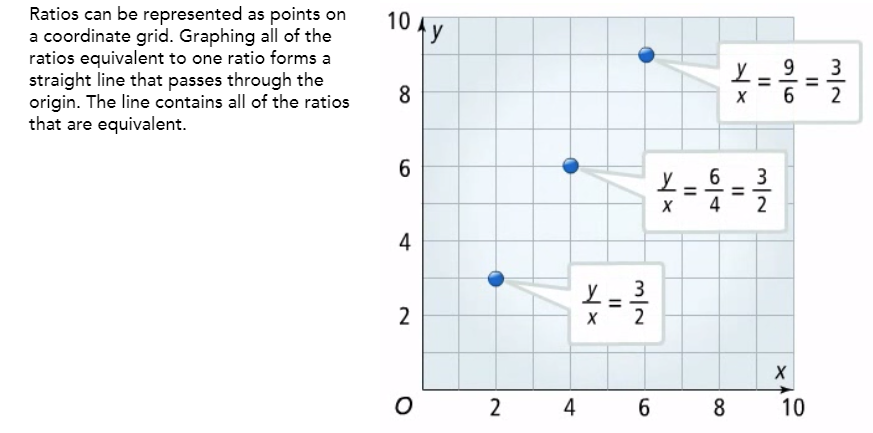 Ratios can be represented as points on
a coordinate grid. Graphing all of the
ratios equivalent to one ratio forms a
straight line that passes through the
origin. The line contains all of the ratios
that are equivalent.
10
y
y/x = 9/6 = 3/2
8
6
y/x = 6/4 = 3/2
4
y/x = 3/2
2
x
O 2 4 6 8 10